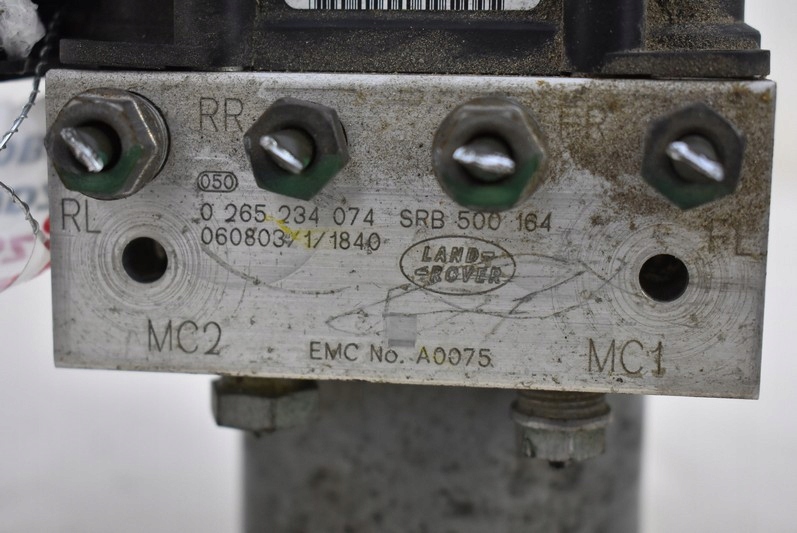 RR
FR
050
RL
0 265 234 074 SRB 500 164
FL
060803/1/1840
LAND-
-ROVER
MC2
EMC No. A0075
MC1